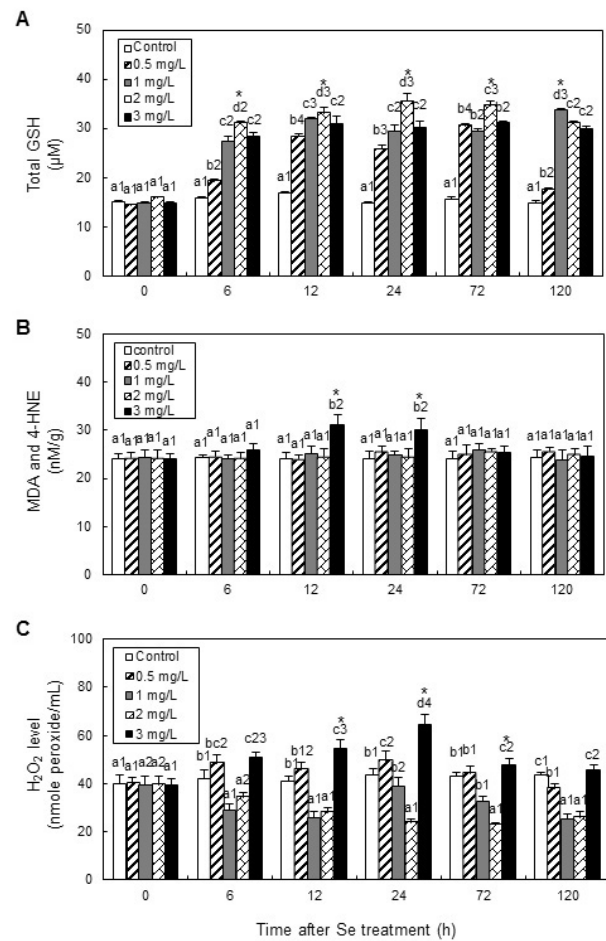 A
50
40
30
20
10
0
Total GSH
(µM)
Control
0.5 mg/L
1 mg/L
2 mg/L
3 mg/L
a1 a1 a1 a1 a1
a1 b2 c2 d2 c2 *
a1 b4 c3 d3 c2 *
a1 b3 c2 d3 c2 *
a1 b4 b2 c3 b2 *
a1 b2 d3 c2 c2 *
0 6 12 24 72 120
B
50
40
30
20
10
0
MDA and 4-HNE
(nM/g)
control
0.5 mg/L
1 mg/L
2 mg/L
3 mg/L
a1 a1 a1 a1 a1
a1 a1 a1 a1 a1
a1 a1 a1 a1 b2 *
a1 a1 a1 a1 b2 *
a1 a1 a1 a1 a1
a1 a1 a1 a1 a1
0 6 12 24 72 120
C
100
80
60
40
20
0
H₂O₂ level
(nmole peroxide/mL)
Control
0.5 mg/L
1 mg/L
2 mg/L
3 mg/L
a1 a1 a2 a2 a1
b1 bc2 a1 a2 c23
b1 b12 a1 a1 c3 *
b1 c2 b2 a1 d4 *
b1 b1 b1 a1 c2 *
c1 b1 a1 a1 c2
0 6 12 24 72 120
Time after Se treatment (h)